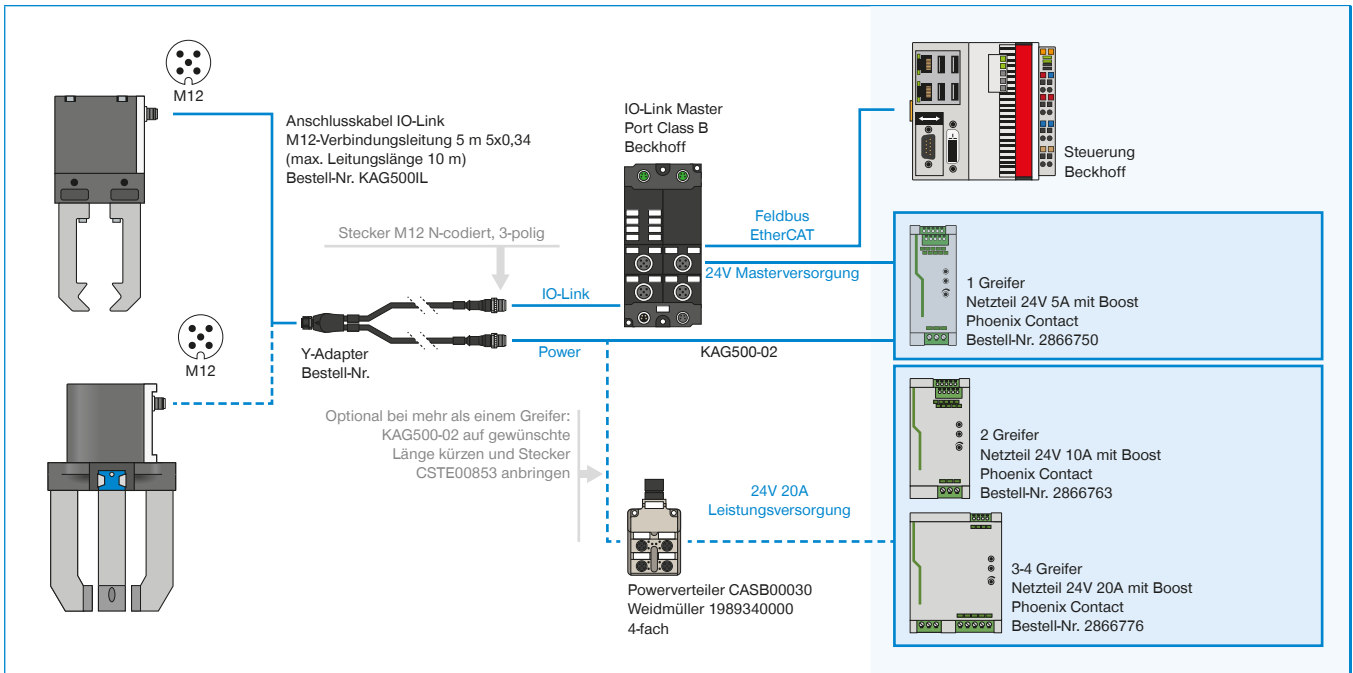 M12
Anschlusskabel IO-Link
M12-Verbindungsleitung 5 m 5x0,34
(max. Leitungslänge 10 m)
Bestell-Nr. KAG500IL
IO-Link Master
Port Class B
Beckhoff
Steuerung
Beckhoff
Stecker M12 N-codiert, 3-polig
Feldbus
EtherCAT
24V Masterversorgung
IO-Link
1 Greifer
Netzteil 24V 5A mit Boost
Phoenix Contact
Bestell-Nr. 2866750
M12
Y-Adapter
Bestell-Nr.
Power
KAG500-02
Optional bei mehr als einem Greifer:
KAG500-02 auf gewünschte
Länge kürzen und Stecker
CSTE00853 anbringen
2 Greifer
Netzteil 24V 10A mit Boost
Phoenix Contact
Bestell-Nr. 2866763
24V 20A
Leistungsversorgung
3-4 Greifer
Netzteil 24V 20A mit Boost
Phoenix Contact
Bestell-Nr. 2866776
Powerverteiler CASB00030
Weidmüller 1989340000
4-fach